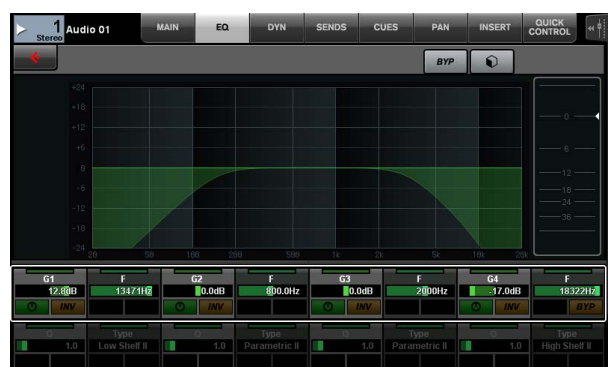 1 Audio 01 MAIN EQ DYN SENDS CUES PAN INSERT QUICK CONTROL
Stereo
BYP
+24
+18
+12
+6
0
-6
-12
-18
-24
20 50 100 200 500 1k 2k 5k 10k 20k
0
6
12
18
24
36
G1 F G2 F G3 F G4 F
12.8dB 13471Hz 0.0dB 800.0Hz 0.0dB 2000Hz -17.0dB 18322Hz
INV INV INV INV BYP
Q Type Q Type Q Type Q Type
1.0 Low Shelf II 1.0 Parametric II 1.0 Parametric II 1.0 High Shelf II